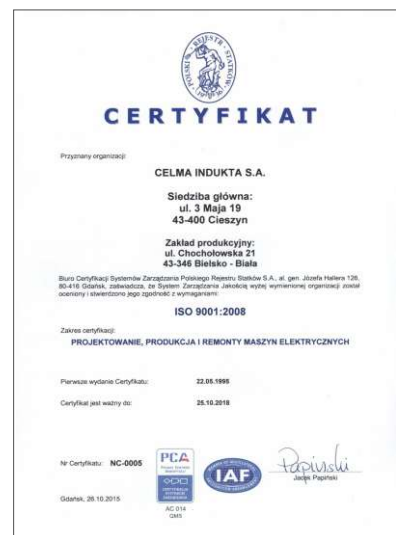 POLSKI REJESTR STATKÓW
CERTYFIKAT
Przyznany organizacji:
CELMA INDUKTA S.A.
Siedziba główna:
ul. 3 Maja 19
43-400 Cieszyn
Zakład produkcyjny:
ul. Chochołowska 21
43-346 Bielsko - Biała
Biuro Certyfikacji Systemów Zarządzania Polskiego Rejestru Statków S.A., al. gen. Józefa Hallera 126,
80-416 Gdańsk, zaświadcza, że System Zarządzania Jakością wyżej wymienionej organizacji został
oceniony i stwierdzono jego zgodność z wymaganiami:
ISO 9001:2008
Zakres certyfikacji:
PROJEKTOWANIE, PRODUKCJA I REMONTY MASZYN ELEKTRYCZNYCH
Pierwsze wydanie Certyfikatu: 22.05.1995
Certyfikat jest ważny do: 25.10.2018
Nr Certyfikatu: NC-0005
PCA
IAF
Jacek Papiński
Gdańsk, 26.10.2015
AC 014
QMS